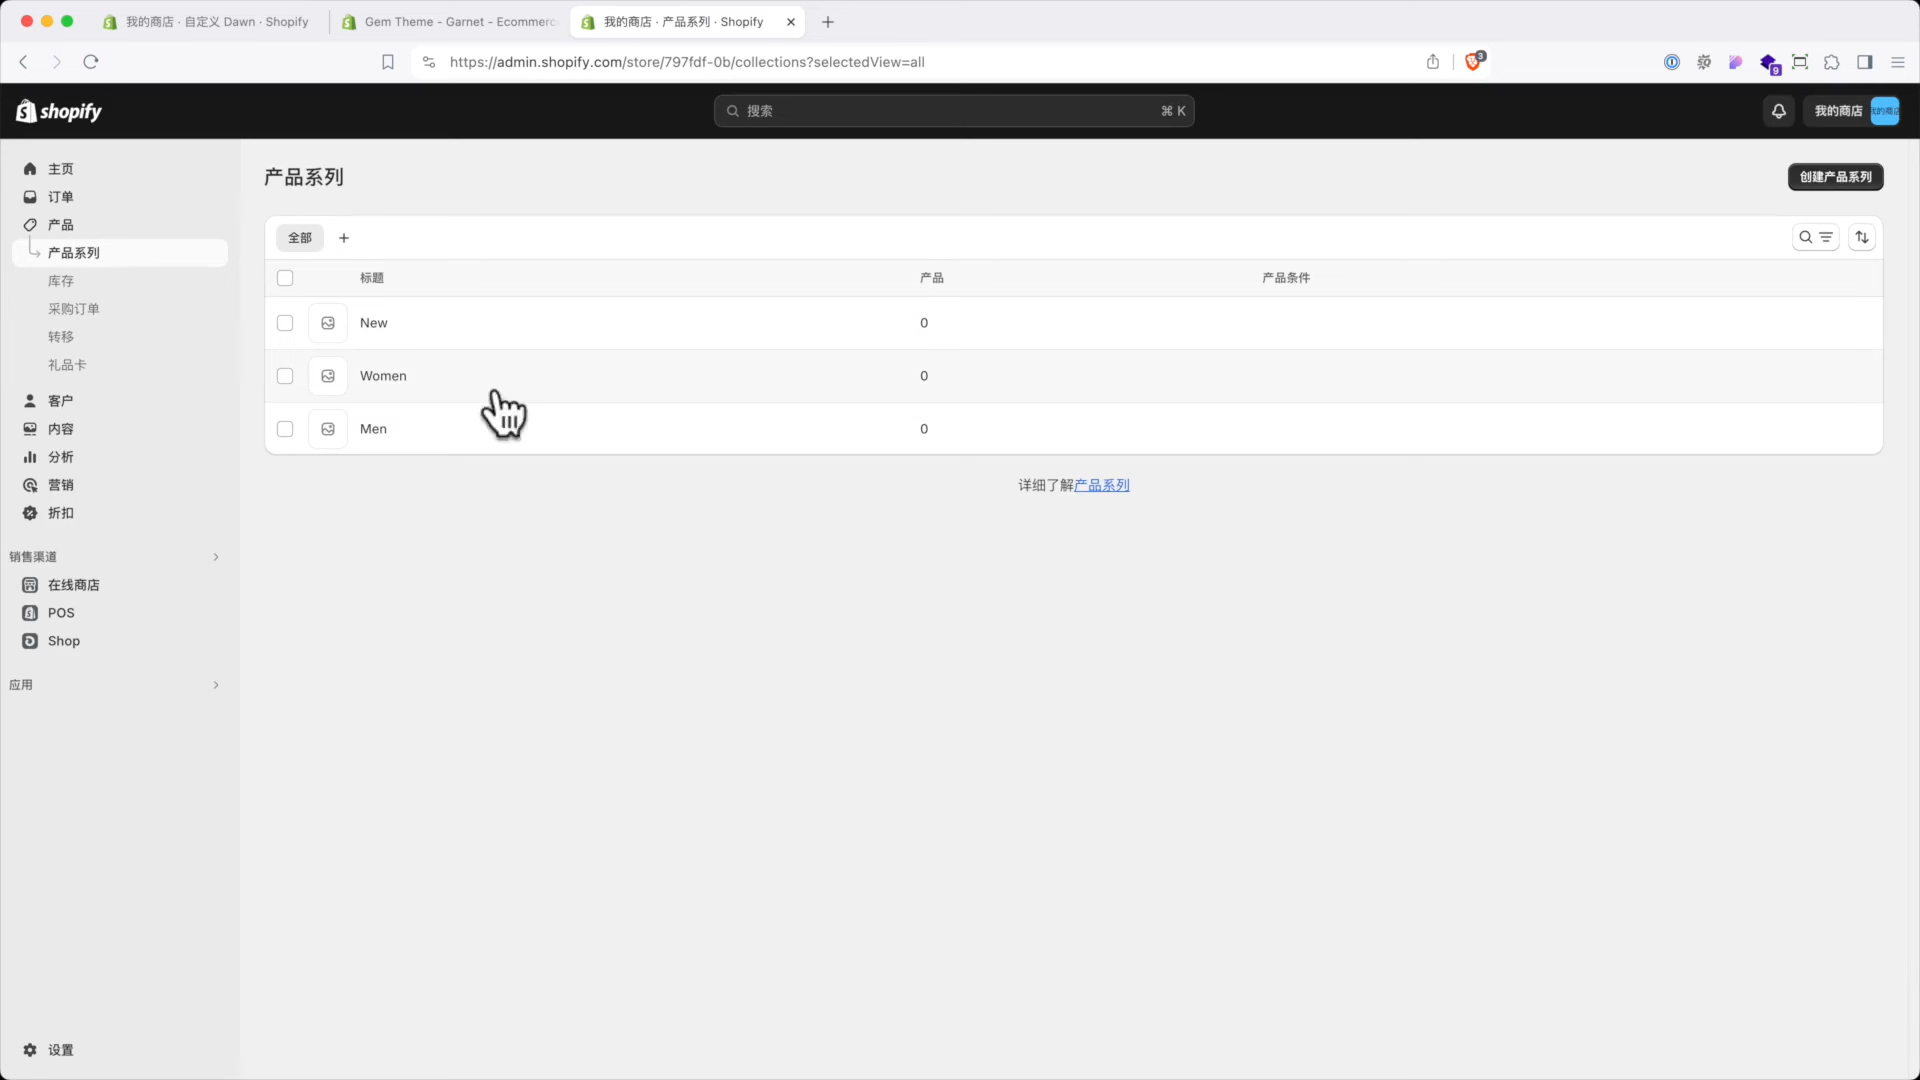 我的商店 · 自定义 Dawn · Shopify
Gem Theme - Garnet - Ecommerc
我的商店 · 产品系列 · Shopify
https://admin.shopify.com/store/797fdf-0b/collections?selectedView=all
3
9
shopify
搜索
⌘ K
我的商店
我的商店
主页
订单
产品
产品系列
库存
采购订单
转移
礼品卡
客户
内容
分析
营销
折扣
销售渠道
在线商店
POS
Shop
应用
设置
产品系列
创建产品系列
全部
标题 产品 产品条件
New 0
Women 0
Men 0
详细了解产品系列